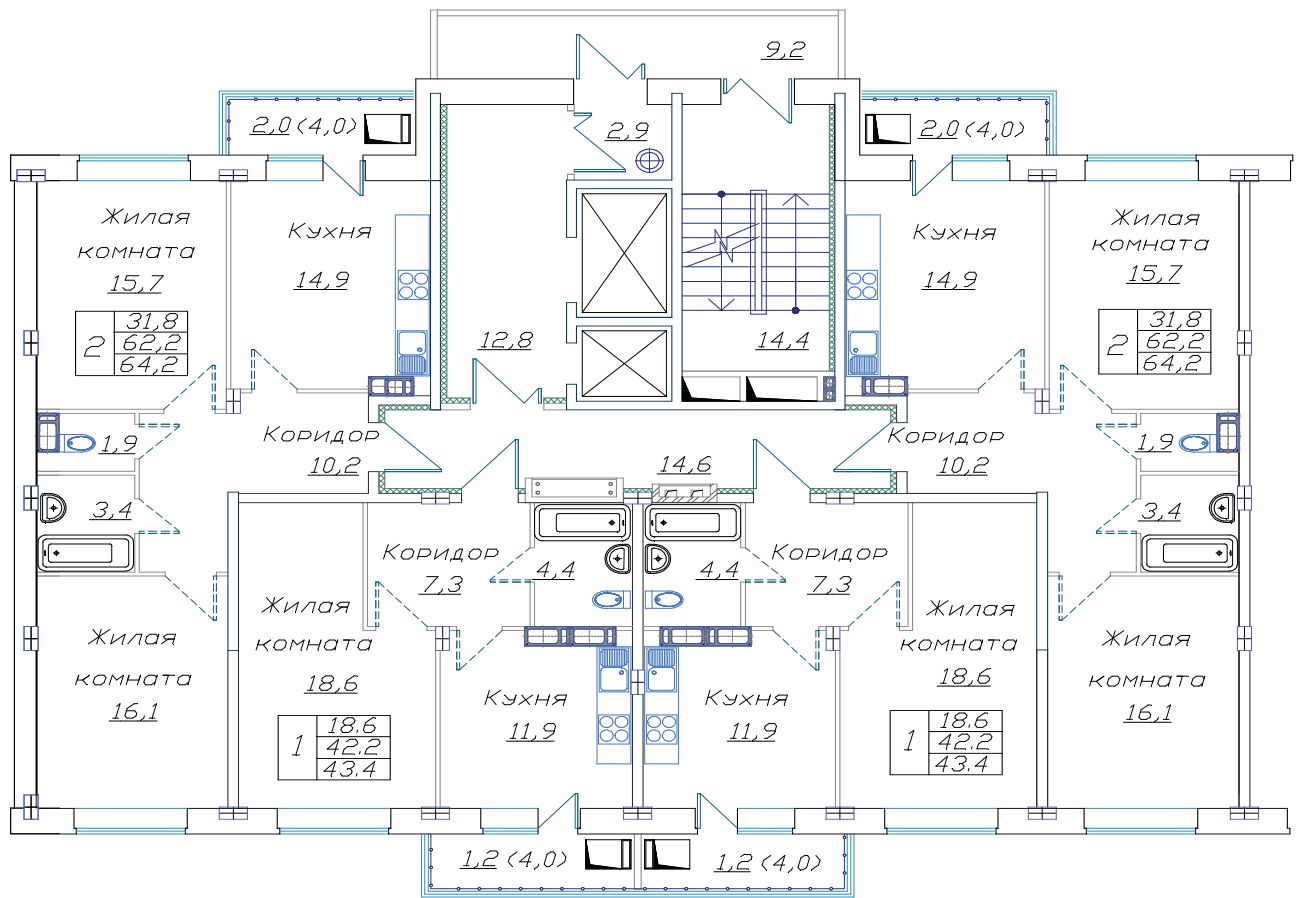 9,2
2,0 (4,0)
2,9
2,0 (4,0)
Жилая
комната
15,7
Кухня
14,9
Кухня
14,9
Жилая
комната
15,7
2
31,8
62,2
64,2
12,8
14,4
2
31,8
62,2
64,2
1,9
Коридор
10,2
14,6
Коридор
10,2
1,9
3,4
3,4
Коридор
7,3
4,4
4,4
Коридор
7,3
Жилая
комната
16,1
Жилая
комната
18,6
Кухня
11,9
Кухня
11,9
Жилая
комната
18,6
Жилая
комната
16,1
1
18.6
42.2
43.4
1
18.6
42.2
43.4
1,2 (4,0)
1,2 (4,0)